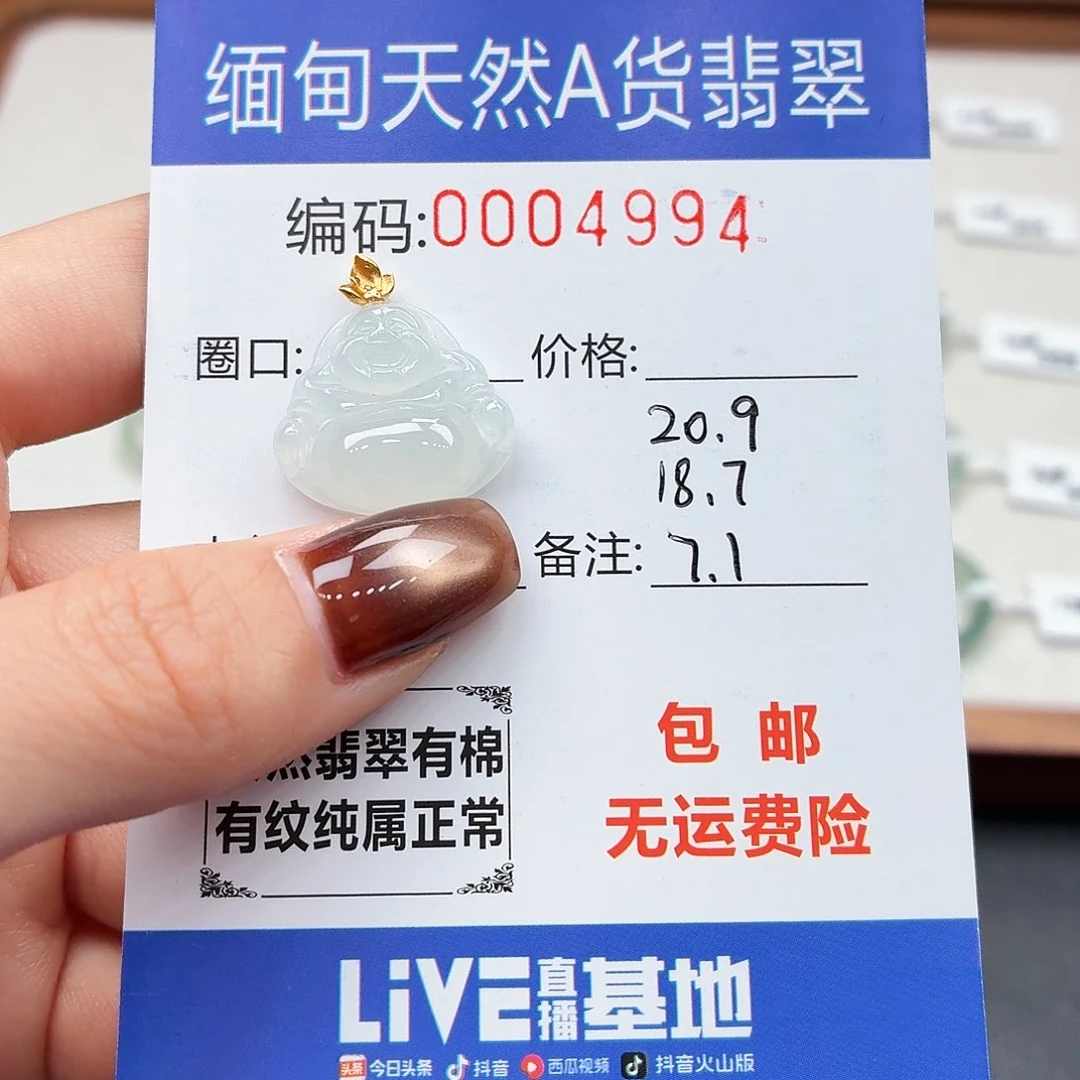 缅甸天然A货翡翠
编码:0004994
圈口:
价格:
20.9
18.7
备注: 7.1
然翡翠有棉
有纹纯属正常
包 邮
无运费险
LiVE直播基地
头条 今日头条 抖音 西瓜视频 抖音火山版